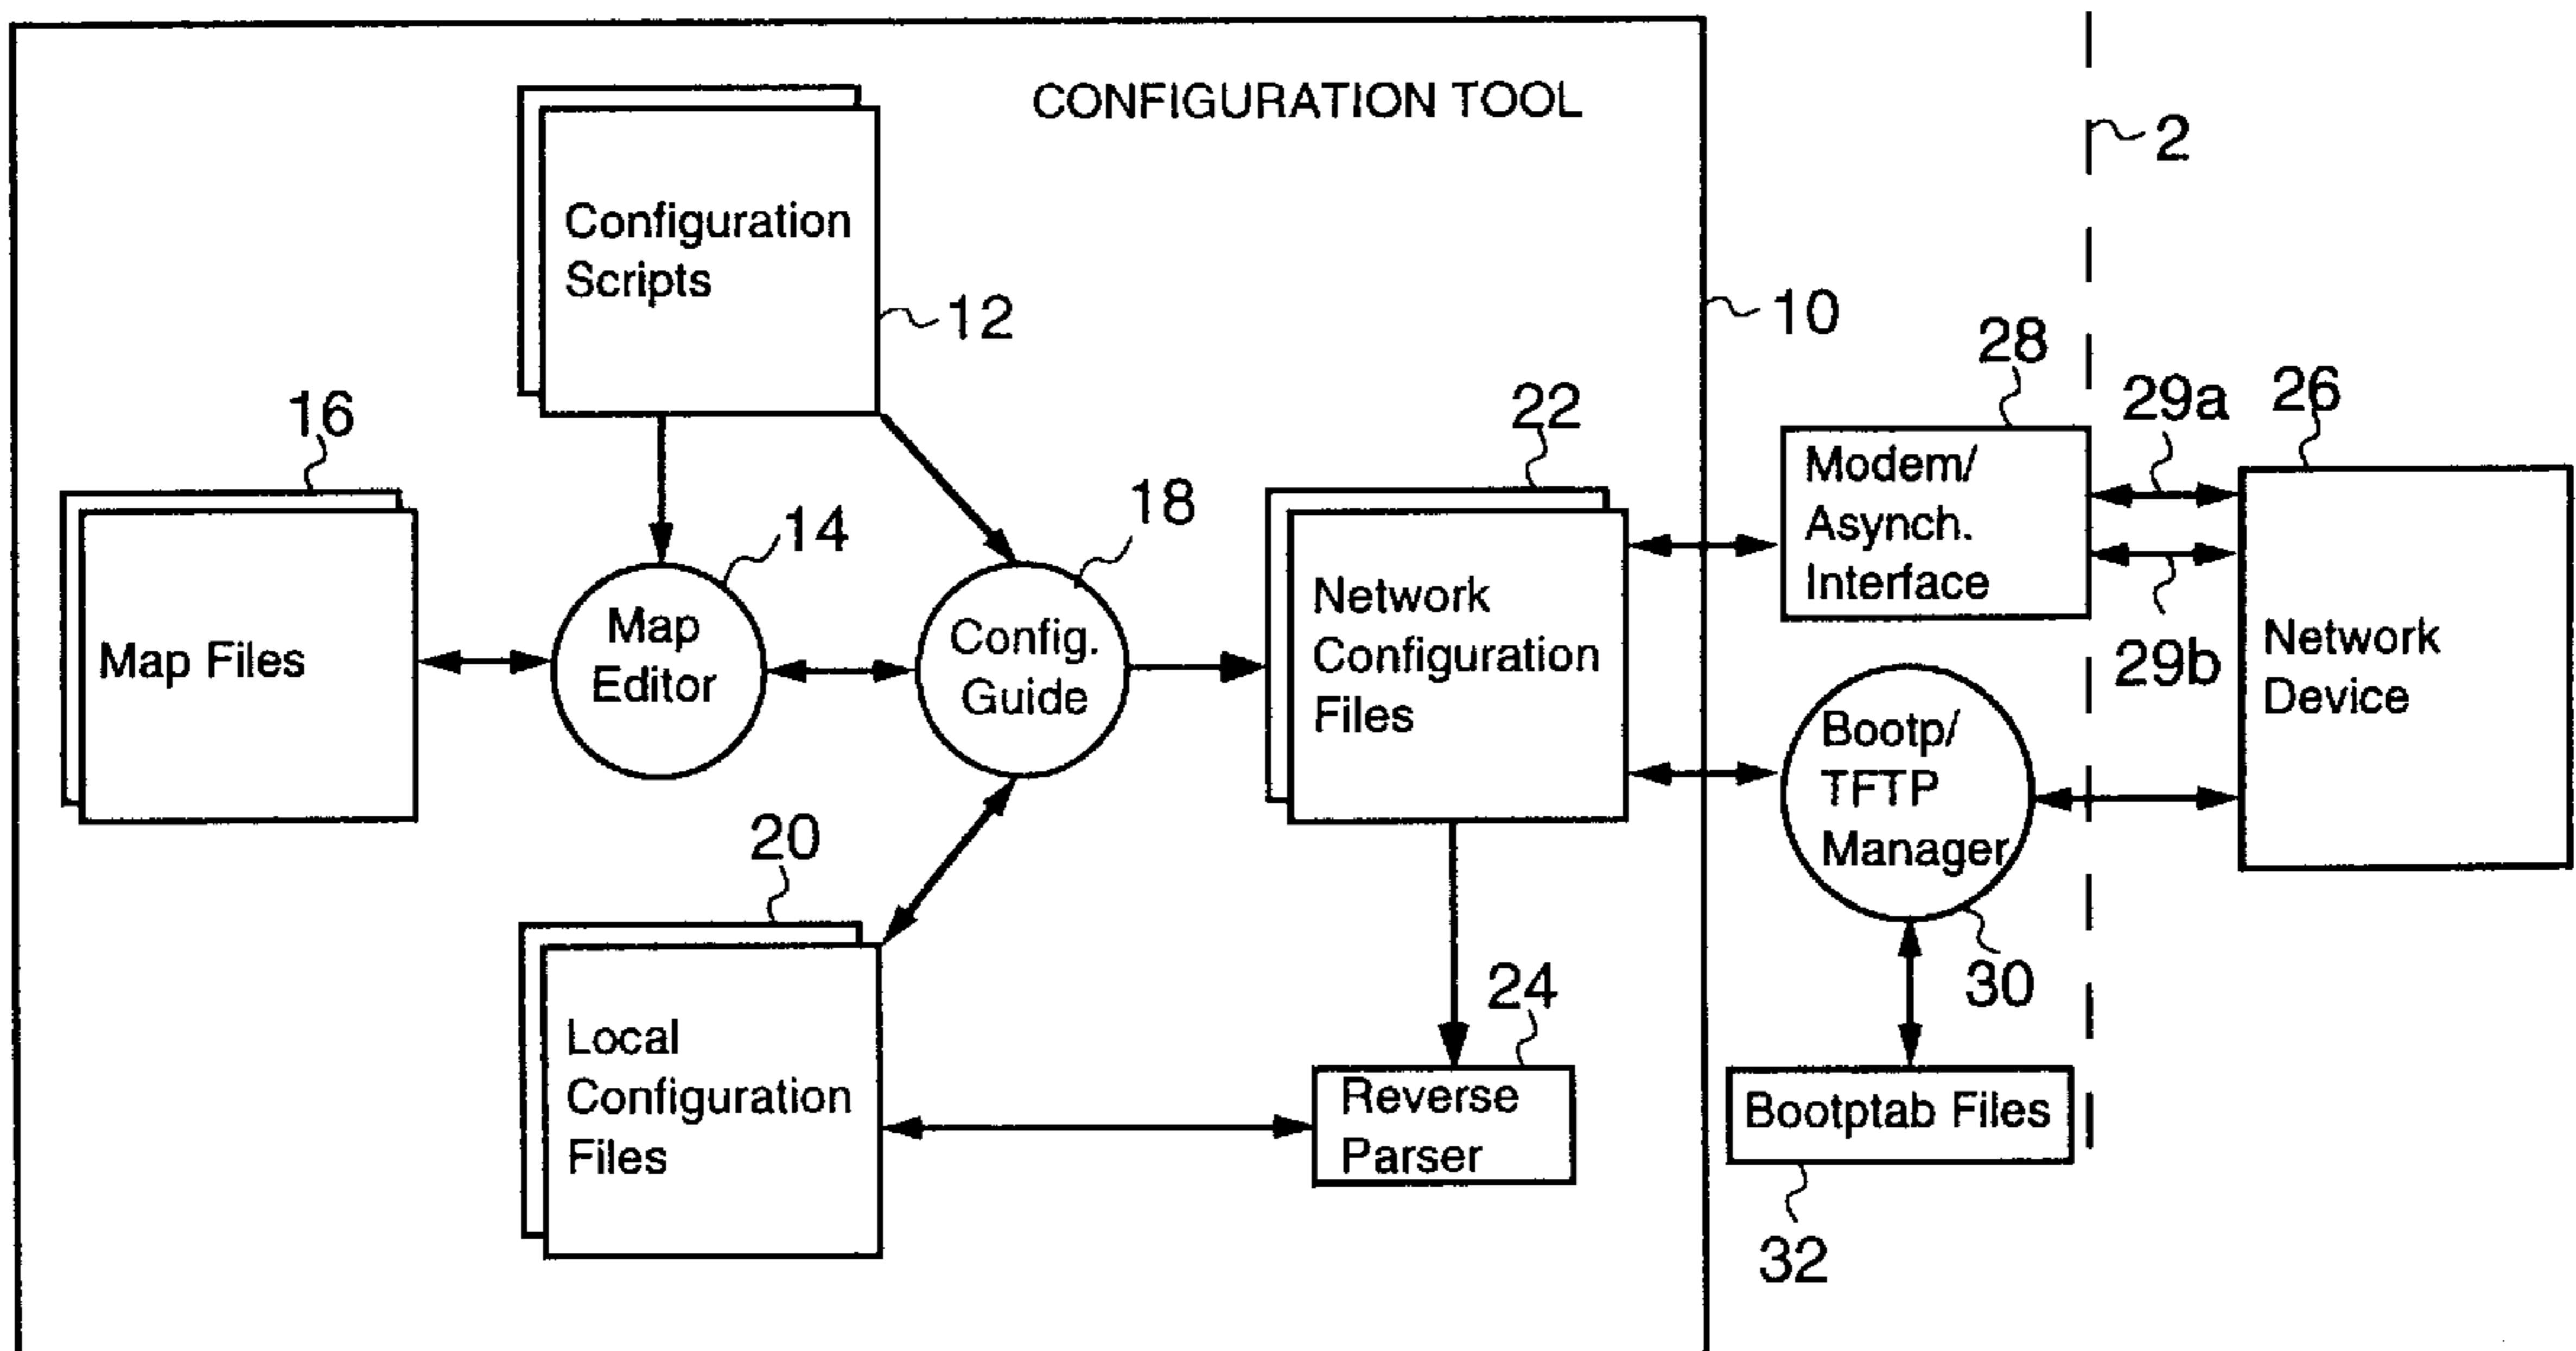 CONFIGURATION TOOL
2
Configuration
Scripts
12
10
28
29a
26
16
22
Modem/
Asynch.
Interface
14
18
29b
Map Files
Map
Editor
Config.
Guide
Network
Configuration
Files
Network
Device
Bootp/
TFTP
Manager
20
30
24
Local
Configuration
Files
Reverse
Parser
Bootptab Files
32